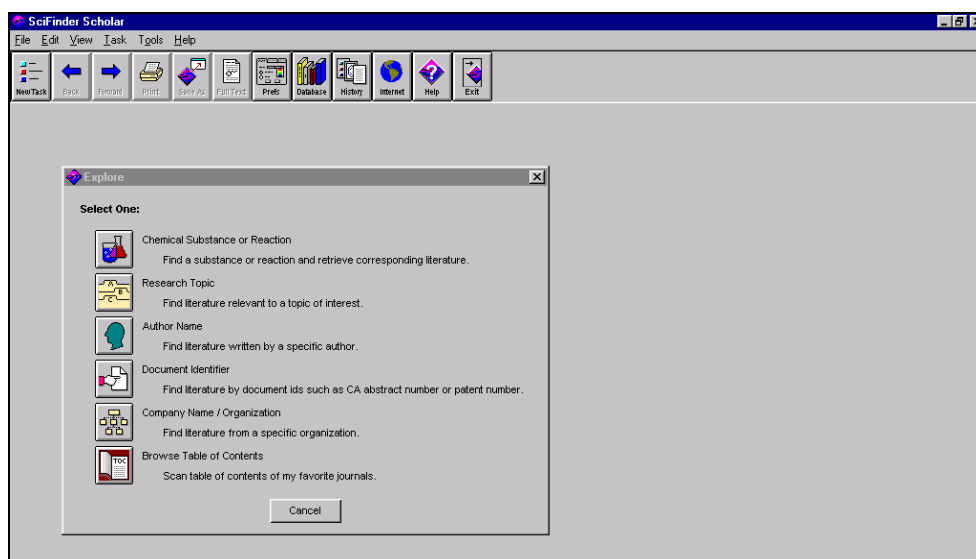 SciFinder Scholar
File Edit View Task Tools Help
New Task Back Forward Print Save As Full Text Prefs Database History Internet Help Exit
Explore
Select One:
Chemical Substance or Reaction
Find a substance or reaction and retrieve corresponding literature.
A
B
C
Research Topic
Find literature relevant to a topic of interest.
Author Name
Find literature written by a specific author.
Document Identifier
Find literature by document ids such as CA abstract number or patent number.
Company Name / Organization
Find literature from a specific organization.
TOC
Browse Table of Contents
Scan table of contents of my favorite journals.
Cancel